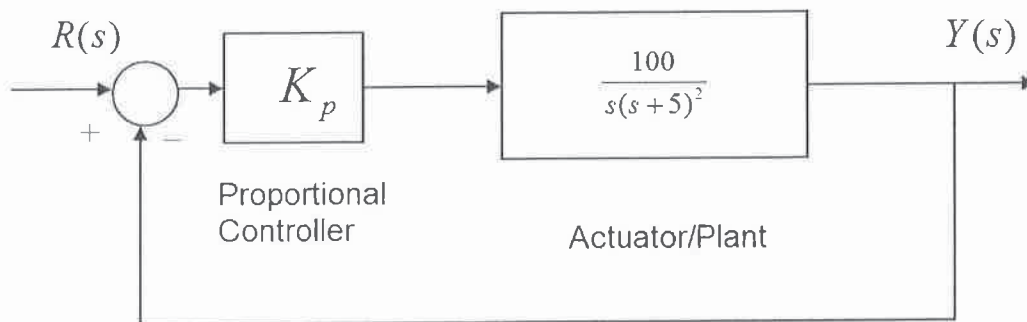 R(s)
Y(s)
+
−
K_p
100
s(s+5)²
Proportional
Controller
Actuator/Plant